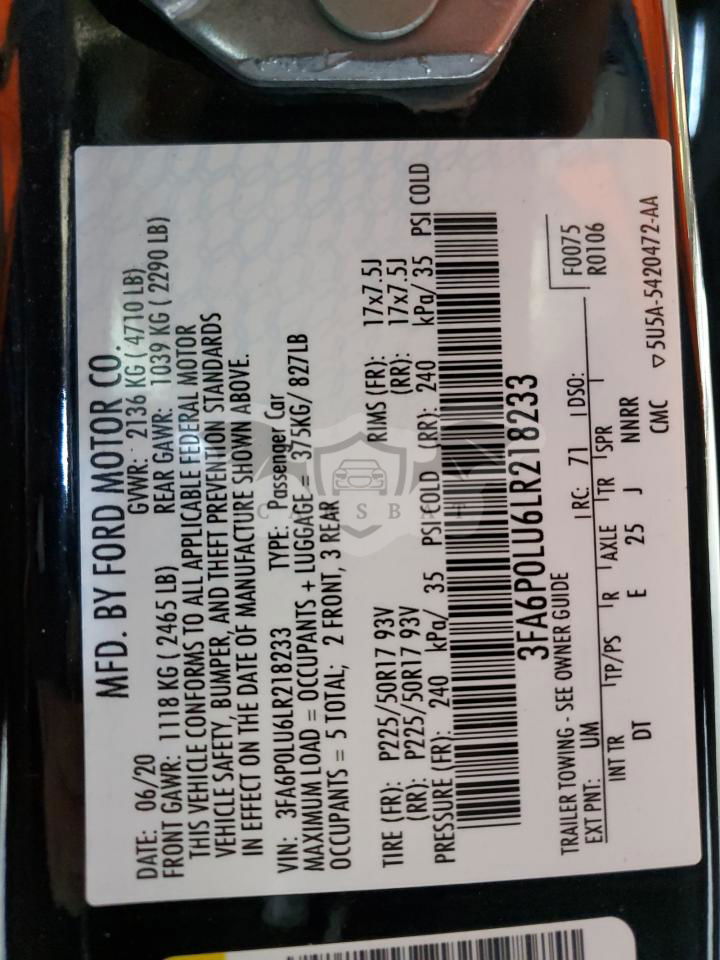 MFD. BY FORD MOTOR CO.
DATE: 06/20 GVWR: 2136 KG ( 4710 LB)
FRONT GAWR: 1118 KG ( 2465 LB) REAR GAWR: 1039 KG ( 2290 LB)
THIS VEHICLE CONFORMS TO ALL APPLICABLE FEDERAL MOTOR
VEHICLE SAFETY, BUMPER, AND THEFT PREVENTION STANDARDS
IN EFFECT ON THE DATE OF MANUFACTURE SHOWN ABOVE.
VIN: 3FA6P0LU6LR218233 TYPE: Passenger Car
MAXIMUM LOAD = OCCUPANTS + LUGGAGE = 375KG/ 827LB
OCCUPANTS = 5 TOTAL; 2 FRONT, 3 REAR
TIRE (FR): P225/50R17 93V RIMS (FR): 17x7.5J
(RR): P225/50R17 93V (RR): 17x7.5J
PRESSURE (FR): 240 kPa/ 35 PSI COLD (RR): 240 kPa/ 35 PSI COLD
3FA6P0LU6LR218233
TRAILER TOWING - SEE OWNER GUIDE
F0075
R0106
EXT PNT: UM RC: 71 DSO:
INT TR TP/PS R AXLE TR SPR
DT E 25 J NNRR
CMC
▽5U5A-5420472-AA